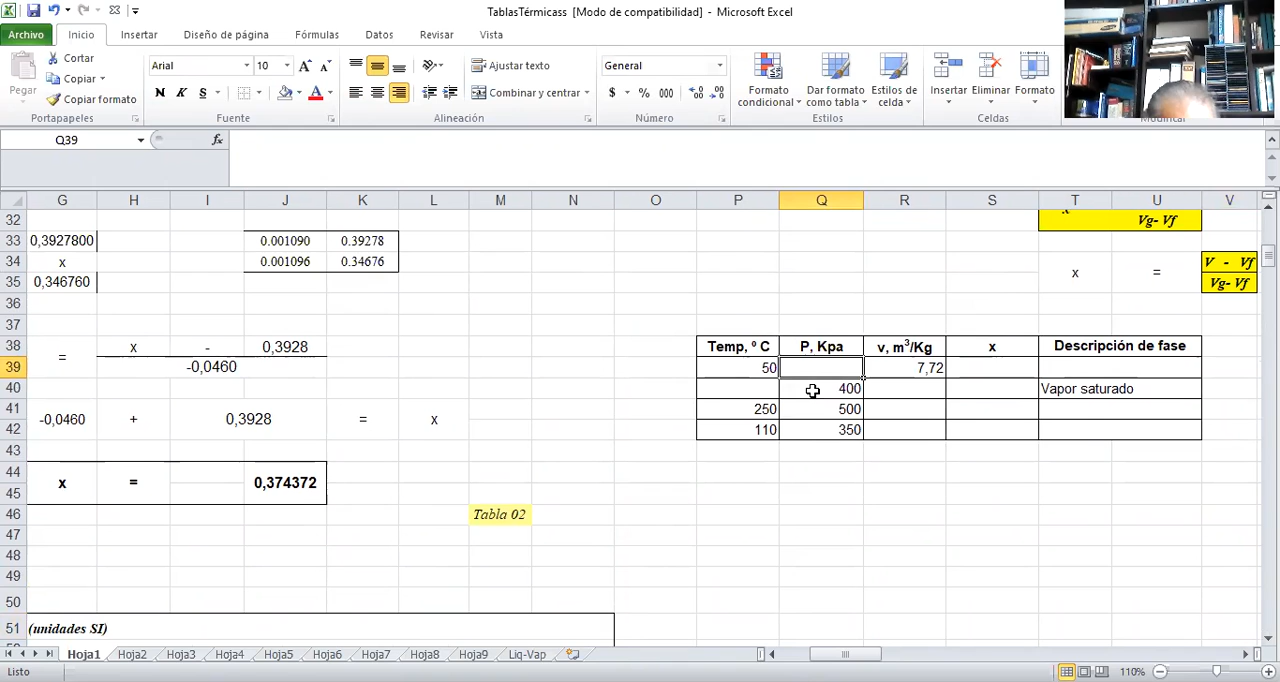 TablasTérmicass [Modo de compatibilidad] - Microsoft Excel
Archivo Inicio Insertar Diseño de página Fórmulas Datos Revisar Vista
Pegar
Cortar
Copiar
Copiar formato
Portapapeles
Arial 10
N K S
Fuente
Ajustar texto
Combinar y centrar
Alineación
General
$ % 000
Número
Formato condicional
Dar formato como tabla
Estilos de celda
Estilos
Insertar Eliminar Formato
Celdas
Modificar
Q39 fx
G H I J K L M N O P Q R S T U V
32 Vg- Vf
33 0,3927800 0.001090 0.39278
34 x 0.001096 0.34676 x = V - Vf
35 0,346760 Vg- Vf
36
37
38 = x - 0,3928 Temp, º C P, Kpa v, m³/Kg x Descripción de fase
39 -0,0460 50 7,72
40 400 Vapor saturado
41 -0,0460 + 0,3928 = x 250 500
42 110 350
43
44 x = 0,374372
45
46 Tabla 02
47
48
49
50
51 (unidades SI)
Hoja1 Hoja2 Hoja3 Hoja4 Hoja5 Hoja6 Hoja7 Hoja8 Hoja9 Liq-Vap
Listo 110%